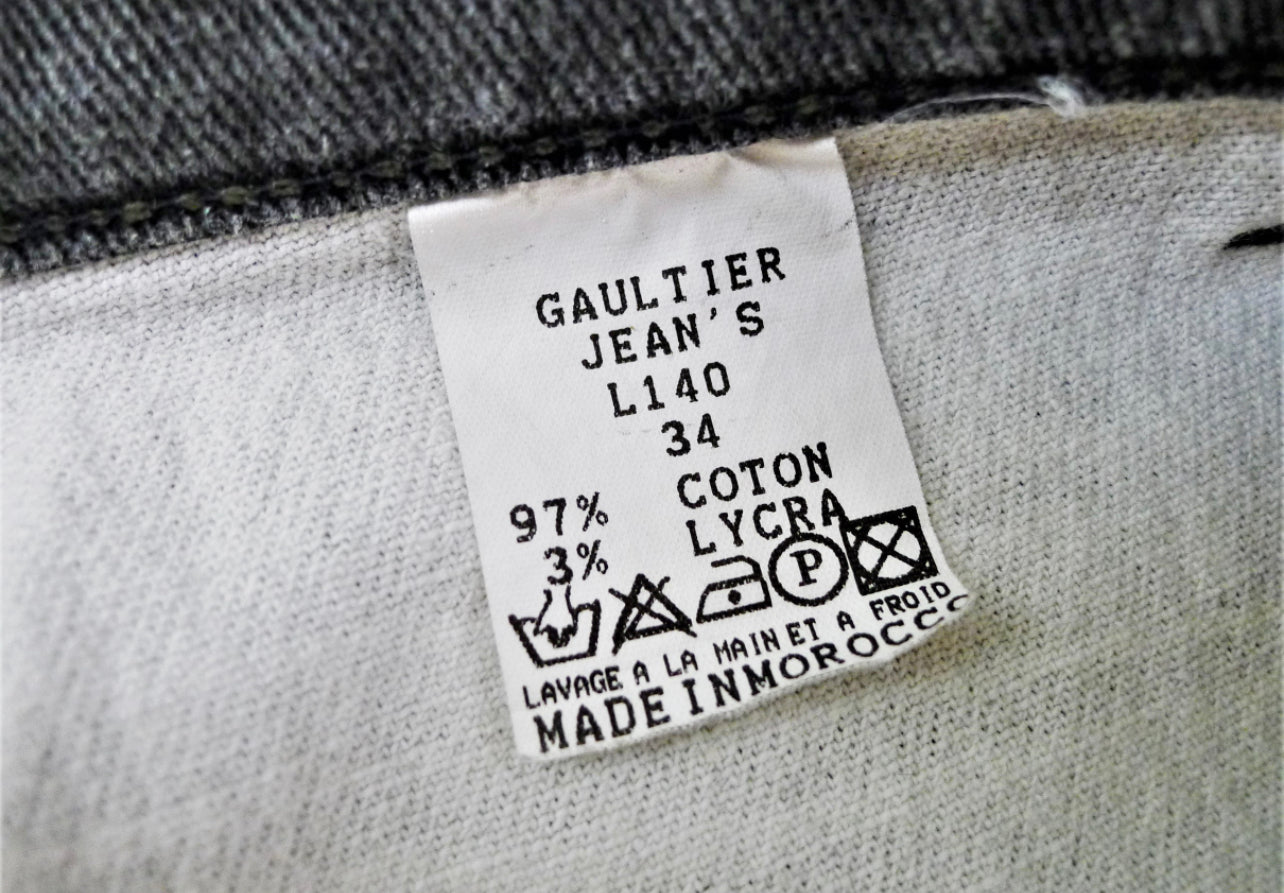 GAULTIER
JEAN'S
L140
34
97% COTON
3% LYCRA
P
LAVAGE A LA MAIN ET A FROID
MADE INMOROCCO